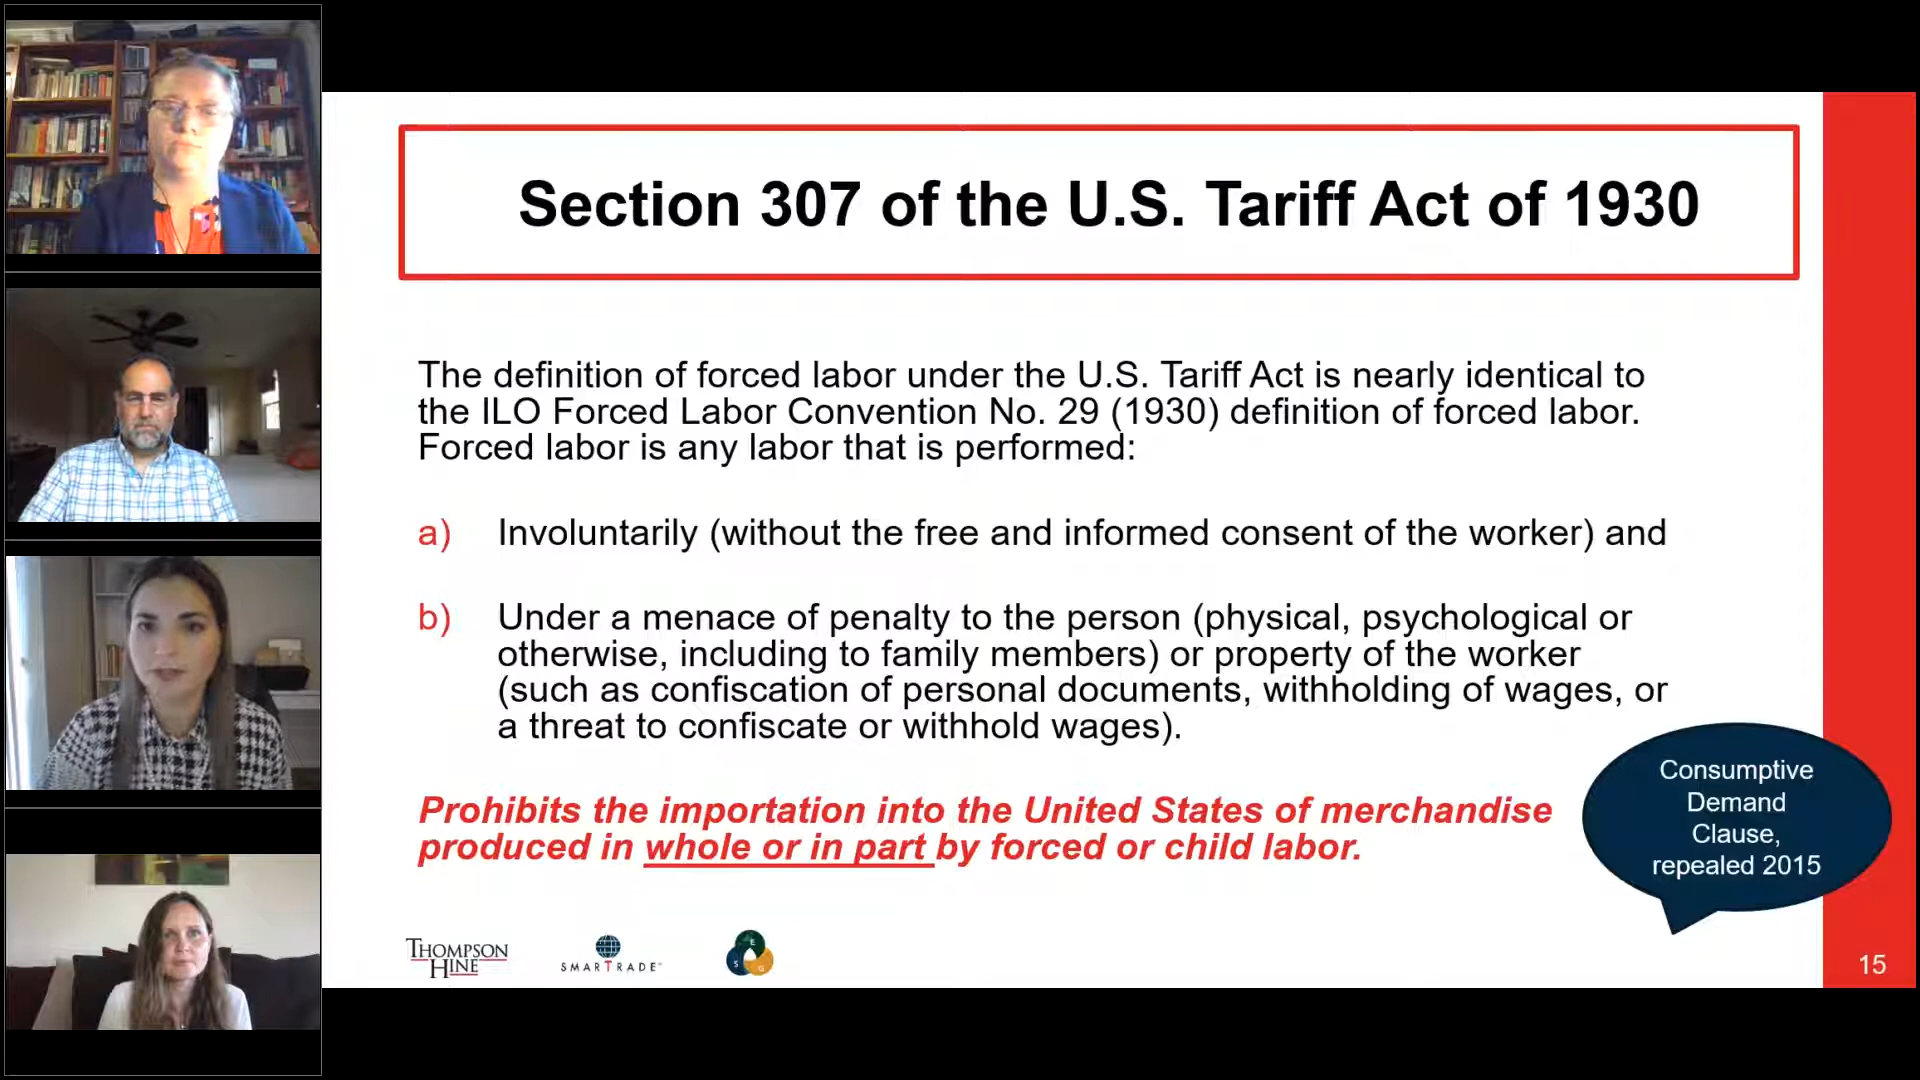 Section 307 of the U.S. Tariff Act of 1930
The definition of forced labor under the U.S. Tariff Act is nearly identical to
the ILO Forced Labor Convention No. 29 (1930) definition of forced labor.
Forced labor is any labor that is performed:
a) Involuntarily (without the free and informed consent of the worker) and
b) Under a menace of penalty to the person (physical, psychological or
otherwise, including to family members) or property of the worker
(such as confiscation of personal documents, withholding of wages, or
a threat to confiscate or withhold wages).
Prohibits the importation into the United States of merchandise
produced in whole or in part by forced or child labor.
Consumptive
Demand
Clause,
repealed 2015
THOMPSON
HINE
SMARTRADE
E
S
G
15